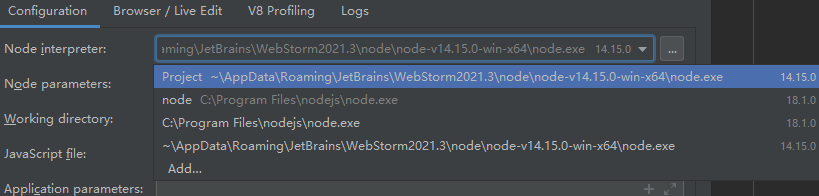 Configuration Browser / Live Edit V8 Profiling Logs
Node interpreter: aming\JetBrains\WebStorm2021.3\node\node-v14.15.0-win-x64\node.exe 14.15.0 ...
Project ~\AppData\Roaming\JetBrains\WebStorm2021.3\node\node-v14.15.0-win-x64\node.exe 14.15.0
Node parameters:
node C:\Program Files\nodejs\node.exe 18.1.0
Working directory:
C:\Program Files\nodejs\node.exe 18.1.0
JavaScript file:
~\AppData\Roaming\JetBrains\WebStorm2021.3\node\node-v14.15.0-win-x64\node.exe 14.15.0
Add...
Application parameters: